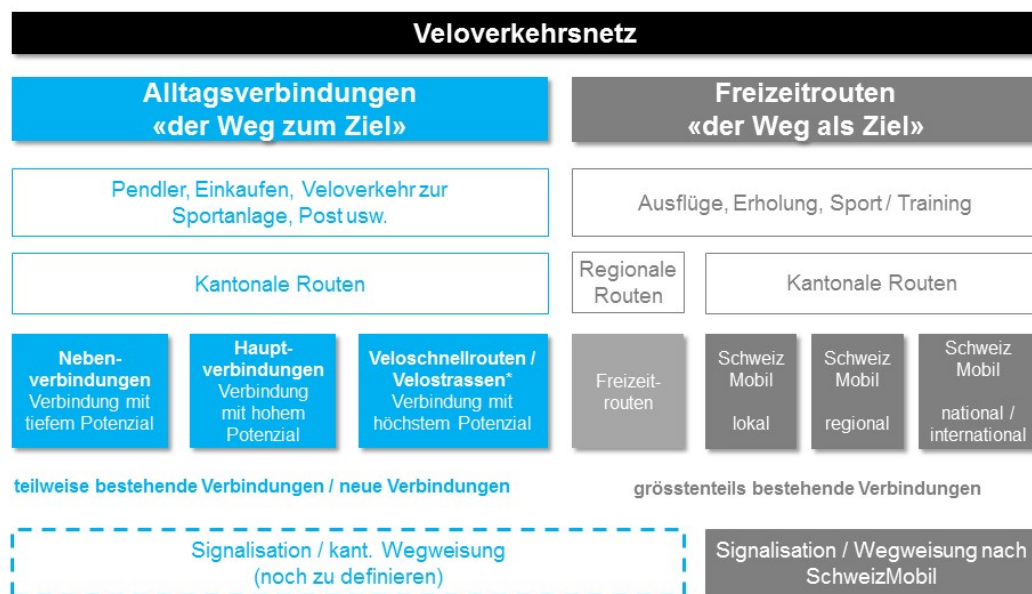 Veloverkehrsnetz
Alltagsverbindungen
«der Weg zum Ziel»
Freizeitrouten
«der Weg als Ziel»
Pendler, Einkaufen, Veloverkehr zur
Sportanlage, Post usw.
Ausflüge, Erholung, Sport / Training
Kantonale Routen
Regionale
Routen
Kantonale Routen
Neben-
verbindungen
Verbindung mit
tiefem Potenzial
Haupt-
verbindungen
Verbindung
mit hohem
Potenzial
Veloschnellrouten /
Velostrassen*
Verbindung mit
höchstem Potenzial
Freizeit-
routen
Schweiz
Mobil
lokal
Schweiz
Mobil
regional
Schweiz
Mobil
national /
international
teilweise bestehende Verbindungen / neue Verbindungen
grösstenteils bestehende Verbindungen
Signalisation / kant. Wegweisung
(noch zu definieren)
Signalisation / Wegweisung nach
SchweizMobil